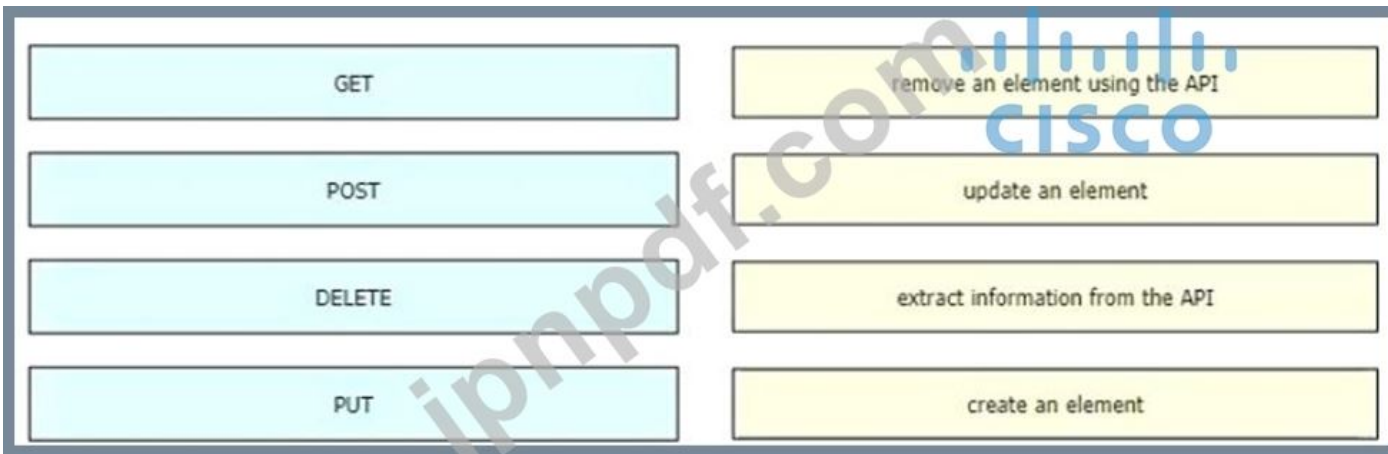 GET
remove an element using the API
CISCO
POST
update an element
DELETE
extract information from the API
PUT
create an element
jpnpdf.com